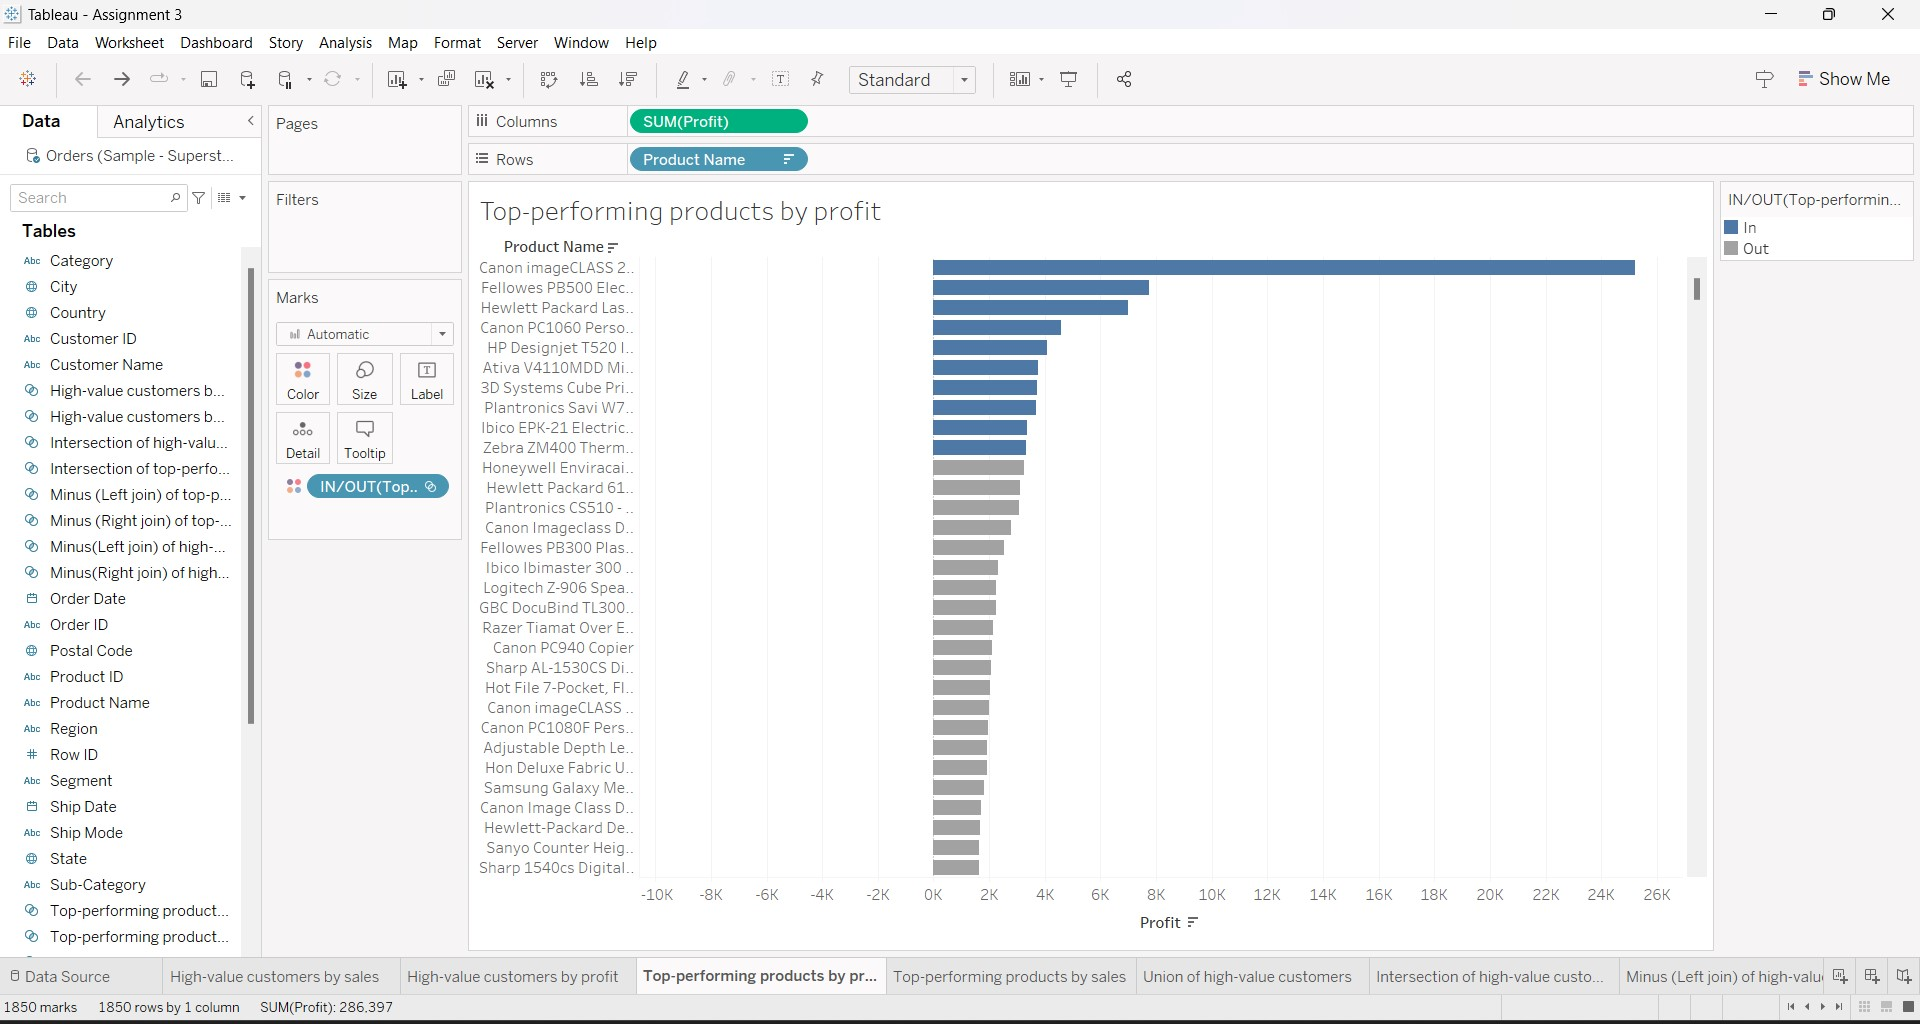 Tableau - Assignment 3
File Data Worksheet Dashboard Story Analysis Map Format Server Window Help
Standard
Show Me
Data
Analytics
Orders (Sample - Superst...
Search
Tables
Abc Category
City
Country
Abc Customer ID
Abc Customer Name
High-value customers b...
High-value customers b...
Intersection of high-valu...
Intersection of top-perfo...
Minus (Left join) of top-p...
Minus (Right join) of top-...
Minus(Left join) of high-...
Minus(Right join) of high...
Order Date
Abc Order ID
Postal Code
Abc Product ID
Abc Product Name
Abc Region
# Row ID
Abc Segment
Ship Date
Abc Ship Mode
State
Abc Sub-Category
Top-performing product...
Top-performing product...
Pages
Filters
Marks
Automatic
Color Size Label
Detail Tooltip
IN/OUT(Top..
Columns SUM(Profit)
Rows Product Name
Top-performing products by profit
Product Name
Canon imageCLASS 2..
Fellowes PB500 Elec..
Hewlett Packard Las..
Canon PC1060 Perso..
HP Designjet T520 I..
Ativa V4110MDD Mi..
3D Systems Cube Pri..
Plantronics Savi W7..
Ibico EPK-21 Electric..
Zebra ZM400 Therm..
Honeywell Enviracai..
Hewlett Packard 61..
Plantronics CS510 - ..
Canon Imageclass D..
Fellowes PB300 Plas..
Ibico Ibimaster 300 ..
Logitech Z-906 Spea..
GBC DocuBind TL300..
Razer Tiamat Over E..
Canon PC940 Copier
Sharp AL-1530CS Di..
Hot File 7-Pocket, Fl..
Canon imageCLASS ..
Canon PC1080F Pers..
Adjustable Depth Le..
Hon Deluxe Fabric U..
Samsung Galaxy Me..
Canon Image Class D..
Hewlett-Packard De..
Sanyo Counter Heig..
Sharp 1540cs Digital..
-10K -8K -6K -4K -2K 0K 2K 4K 6K 8K 10K 12K 14K 16K 18K 20K 22K 24K 26K
Profit
IN/OUT(Top-performin...
In
Out
Data Source High-value customers by sales High-value customers by profit Top-performing products by pr... Top-performing products by sales Union of high-value customers Intersection of high-value custo... Minus (Left join) of high-valu
1850 marks 1850 rows by 1 column SUM(Profit): 286,397